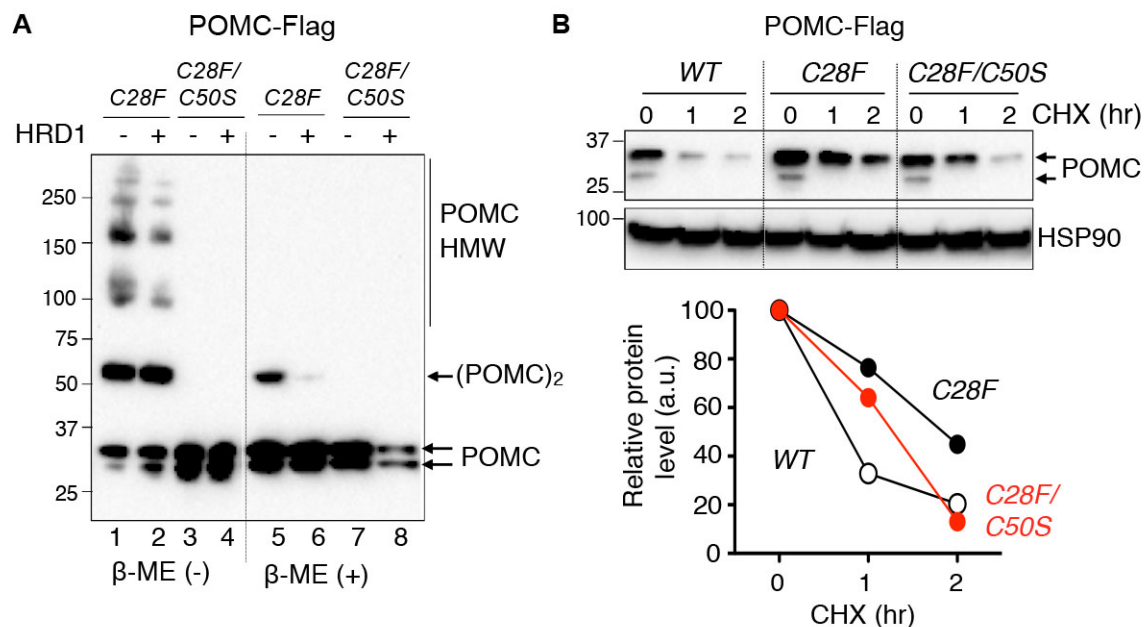 A
POMC-Flag
C28F
C28F/
C50S
C28F
C28F/
C50S
HRD1 - + - + - + - +
250
150
100
75
50
37
25
POMC
HMW
(POMC)2
POMC
1 2 3 4 5 6 7 8
β-ME (-)
β-ME (+)
B
POMC-Flag
WT
C28F
C28F/C50S
0 1 2 0 1 2 0 1 2 CHX (hr)
37
25
POMC
100
HSP90
Relative protein
level (a.u.)
100
80
60
40
20
0
WT
C28F
C28F/
C50S
0 1 2
CHX (hr)